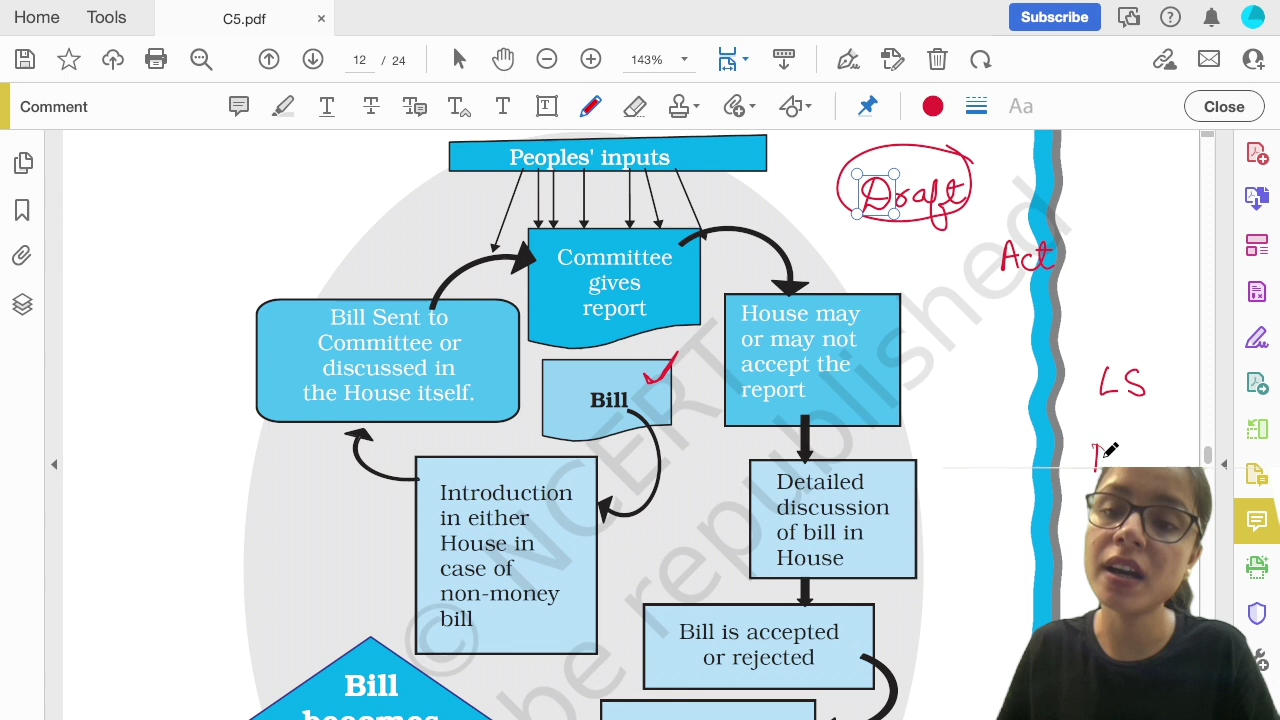 Home
Tools
C5.pdf
×
Subscribe
12 / 24
143%
Comment
Aa
Close
Peoples' inputs
Draft
Act
Committee
gives
report
Bill Sent to
Committee or
discussed in
the House itself.
House may
or may not
accept the
report
Bill
LS
Introduction
in either
House in
case of
non-money
bill
Detailed
discussion
of bill in
House
Bill is accepted
or rejected
Bill
becomes
© NCERT
be republished